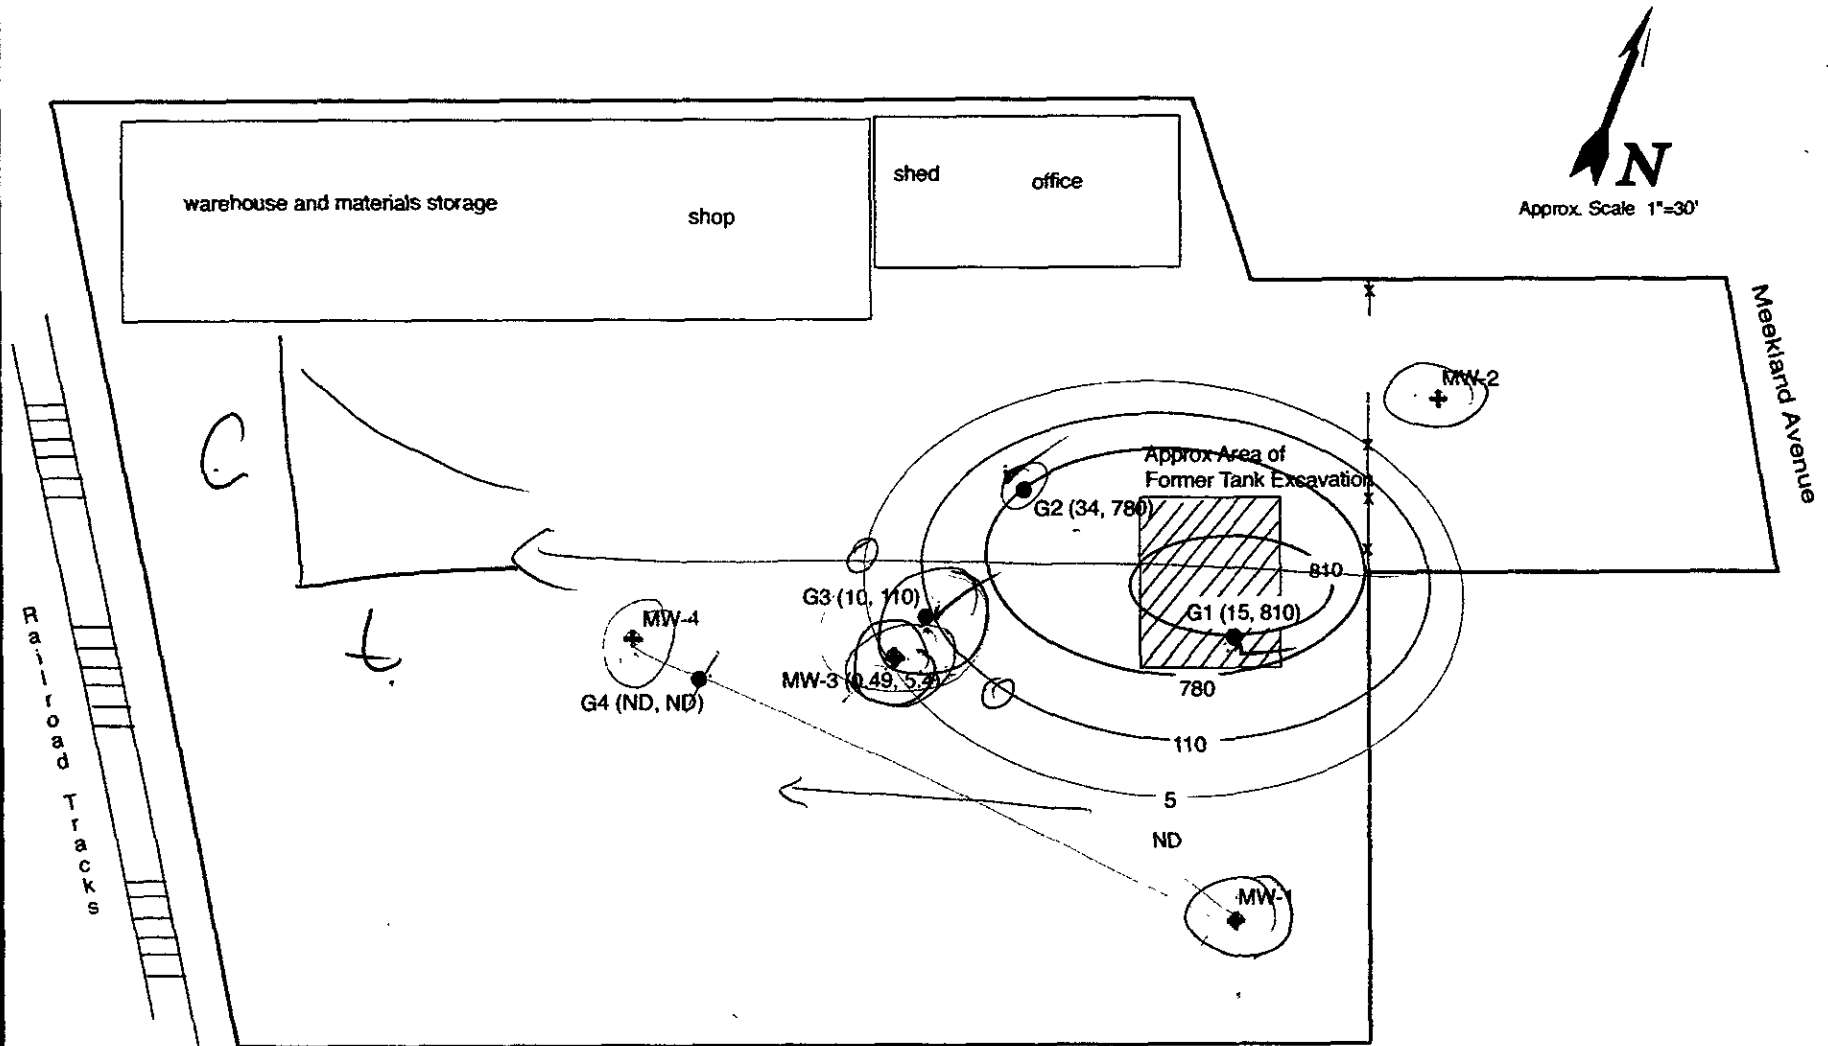 N
Approx. Scale 1"=30'
shed
office
warehouse and materials storage
shop
Meekland Avenue
MW-2
C
Approx Area of
Former Tank Excavation
G2 (34, 780)
810
G3 (10, 110)
G1 (15, 810)
MW-4
t
MW-3 (0.49, 5.4)
780
G4 (ND, ND)
110
5
ND
MW-1
Railroad Tracks